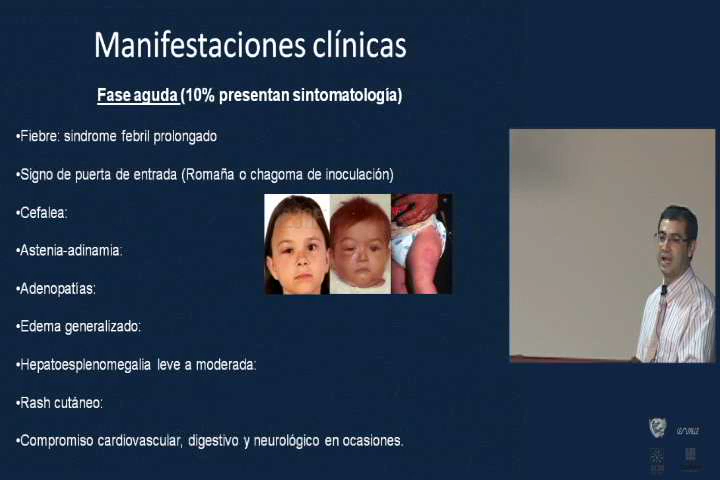 Manifestaciones clínicas
Fase aguda (10% presentan sintomatología)
•Fiebre: sindrome febril prolongado
•Signo de puerta de entrada (Romaña o chagoma de inoculación)
•Cefalea:
•Astenia-adinamia:
•Adenopatías:
•Edema generalizado:
•Hepatoesplenomegalia leve a moderada:
•Rash cutáneo:
•Compromiso cardiovascular, digestivo y neurológico en ocasiones.